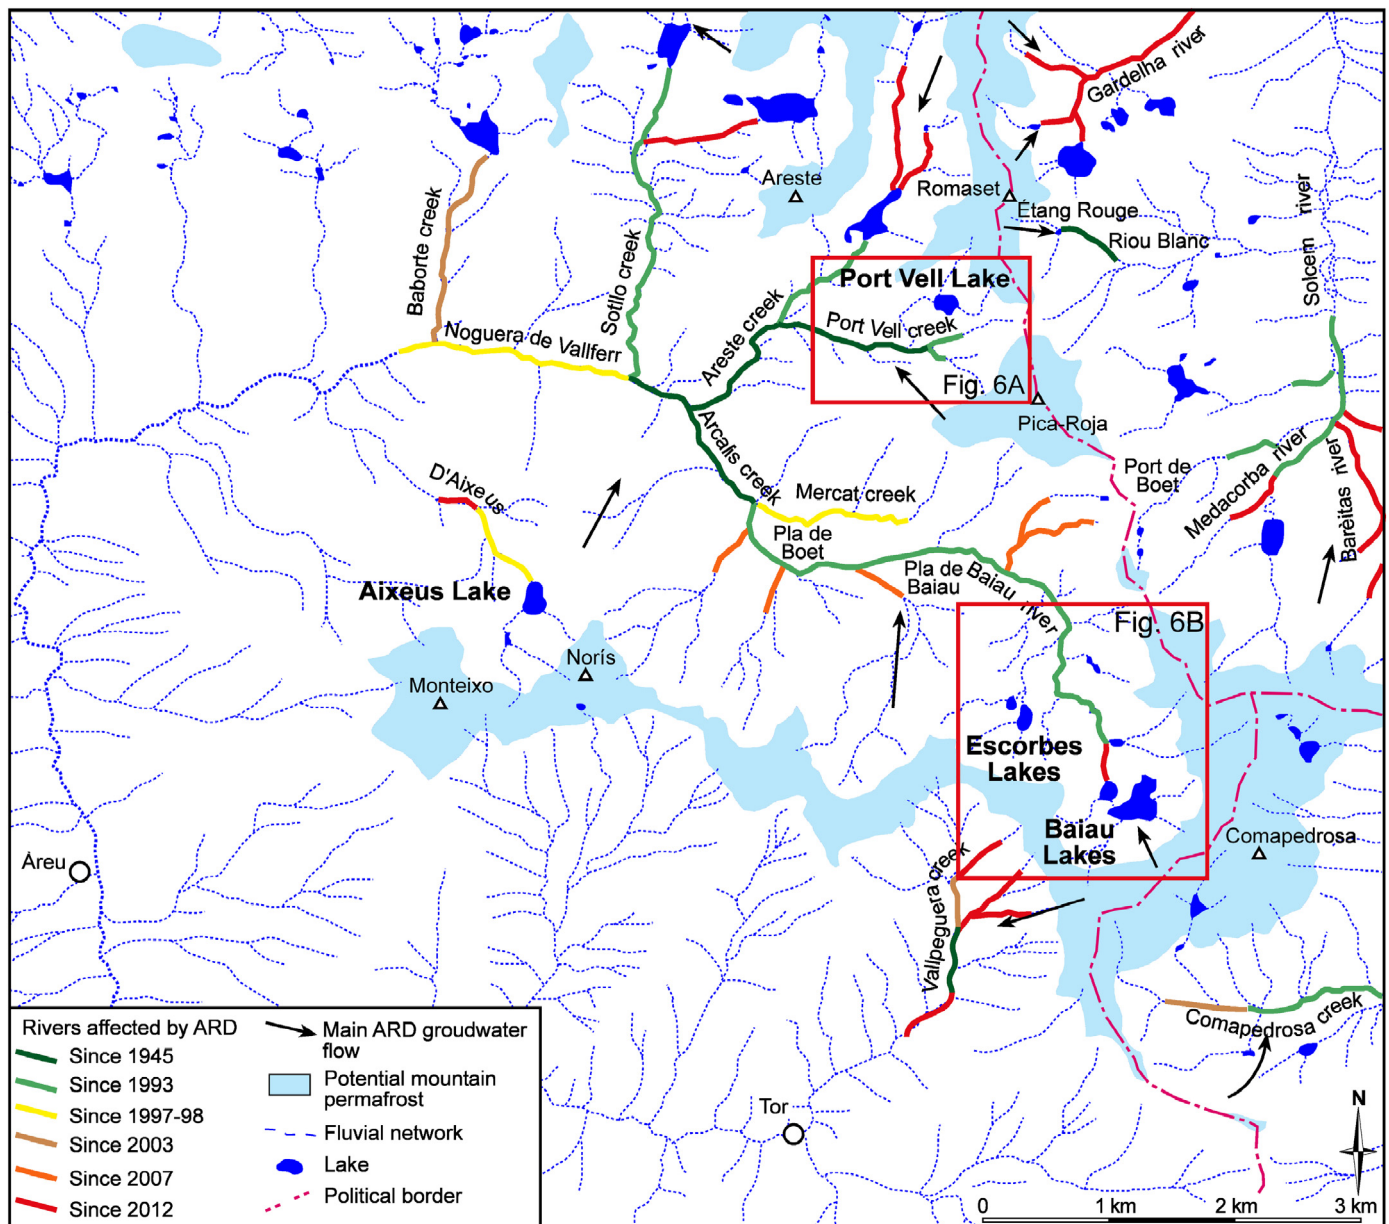 Gardelha river
Areste
Romaset
Étang Rouge
Riou Blanc
Solcem river
Baborte creek
Sotllo creek
Port Vell Lake
Noguera de Vallferr
Areste creek
Port Vell creek
Fig. 6A
Pica-Roja
Arcalis creek
D'Aixeus
Mercat creek
Port de
Boet
Medacorba river
Bareitas river
Pla de
Boet
Aixeus Lake
Pla de
Baiau
Baiau river
Fig. 6B
Norís
Monteixo
Escorbes
Lakes
Baiau
Lakes
Comapedrosa
Àreu
Vallpeguera creek
Comapedrosa creek
Tor
N
0 1 km 2 km 3 km
Rivers affected by ARD
Since 1945
Since 1993
Since 1997-98
Since 2003
Since 2007
Since 2012
Main ARD groudwater
flow
Potential mountain
permafrost
Fluvial network
Lake
Political border